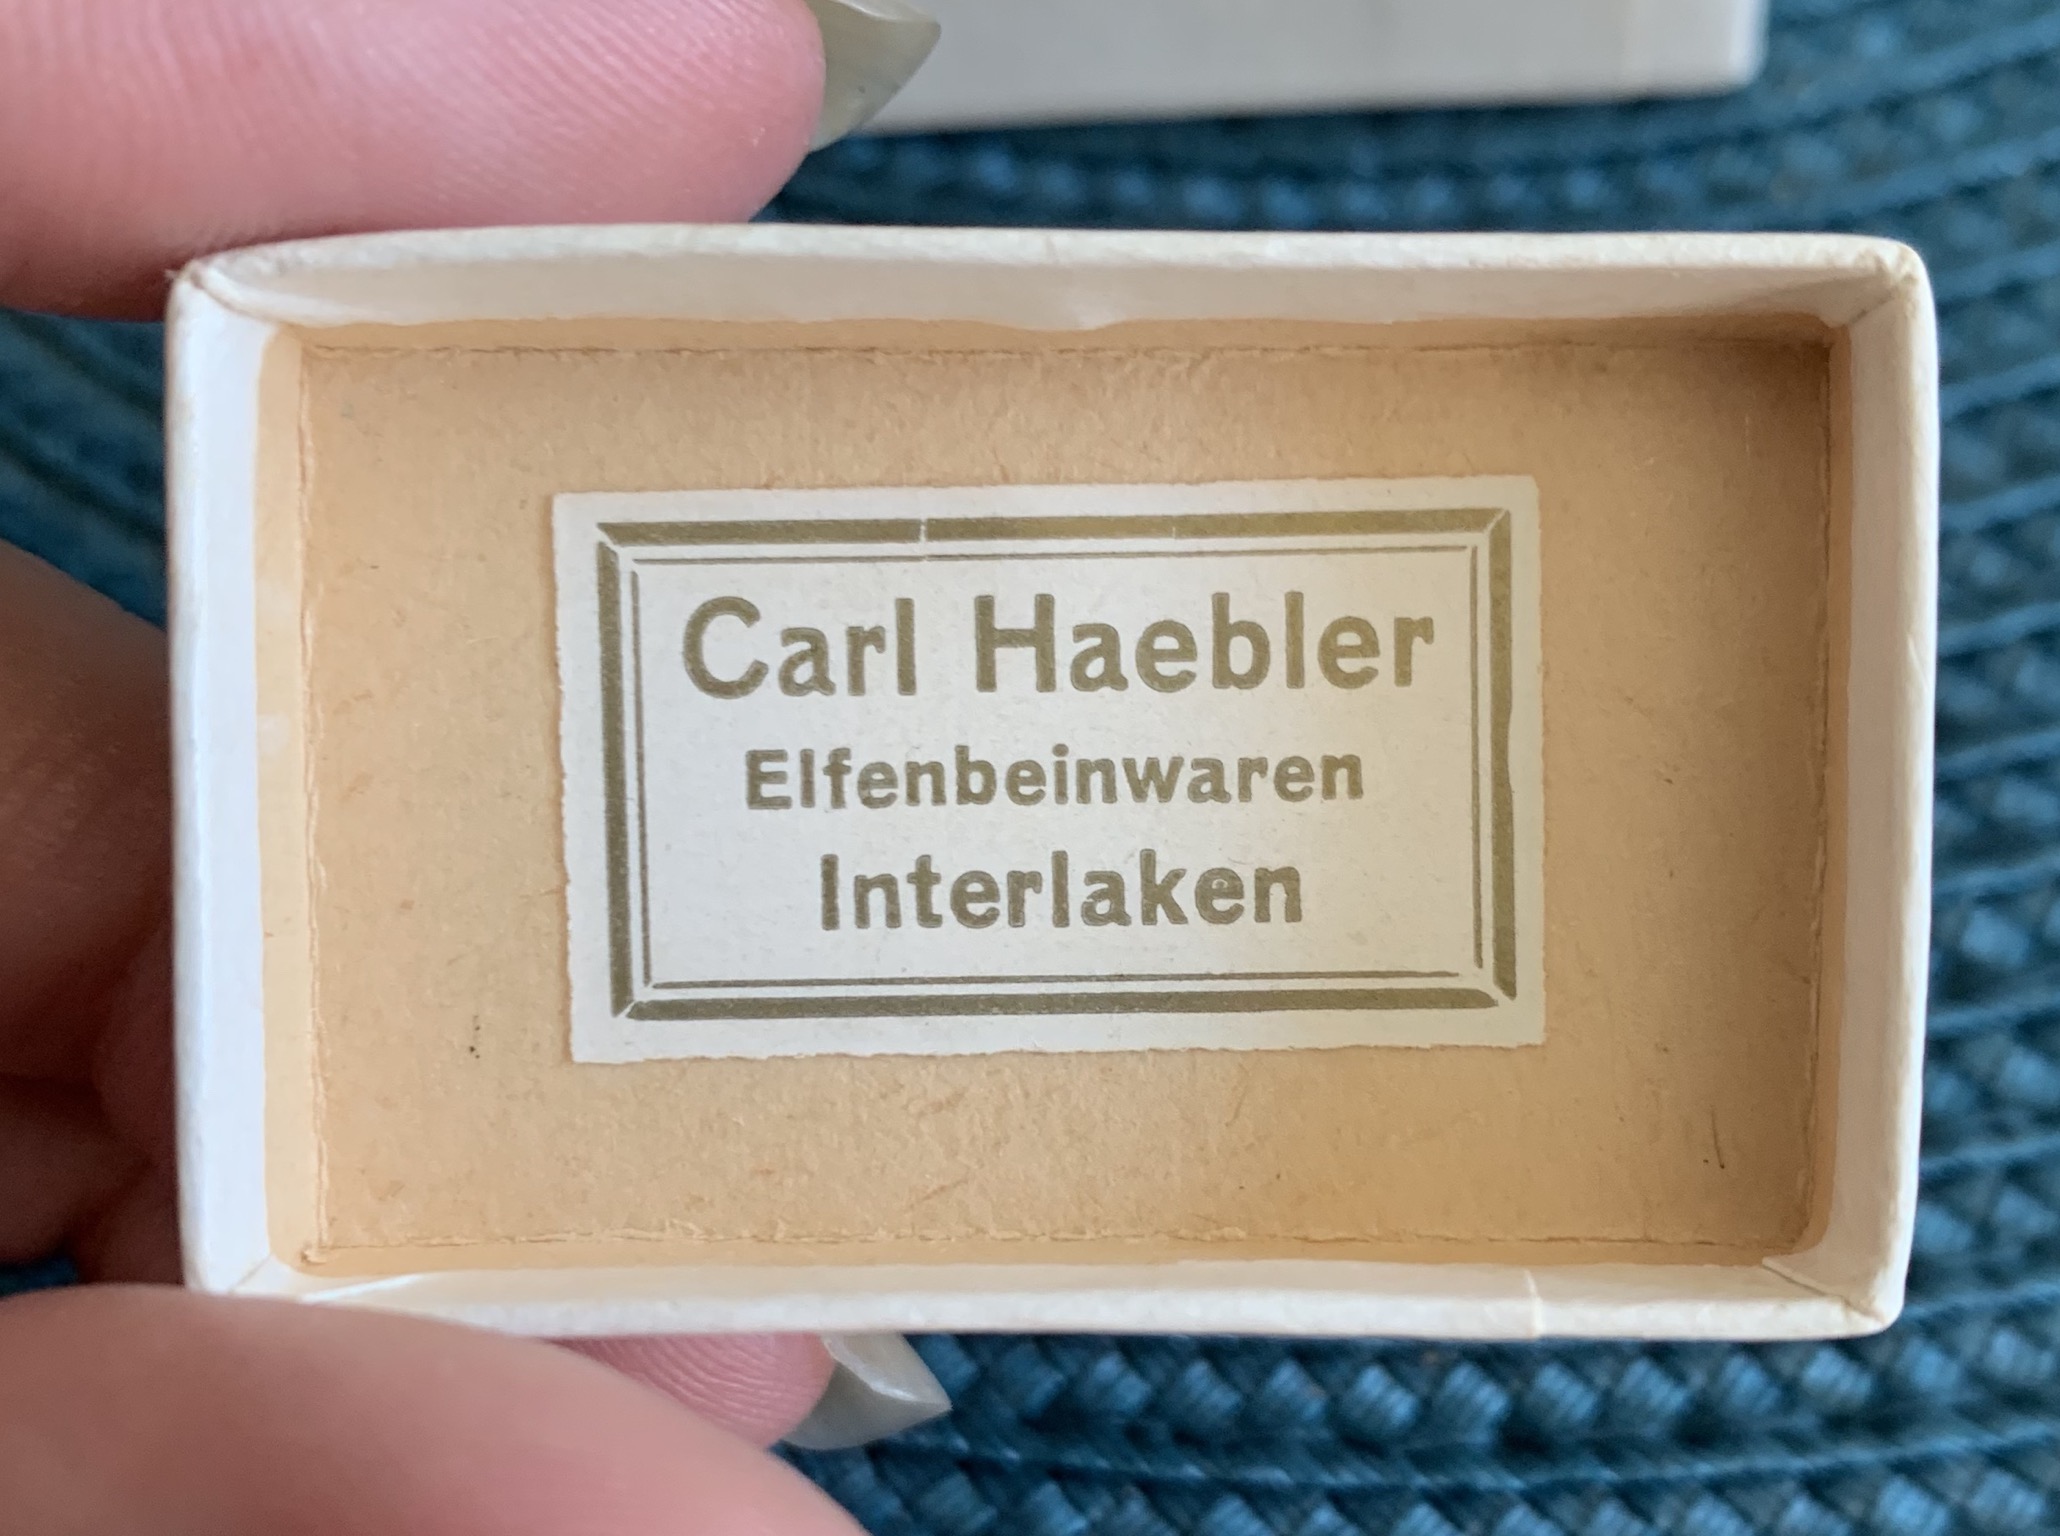 Carl Haebler
Elfenbeinwaren
Interlaken